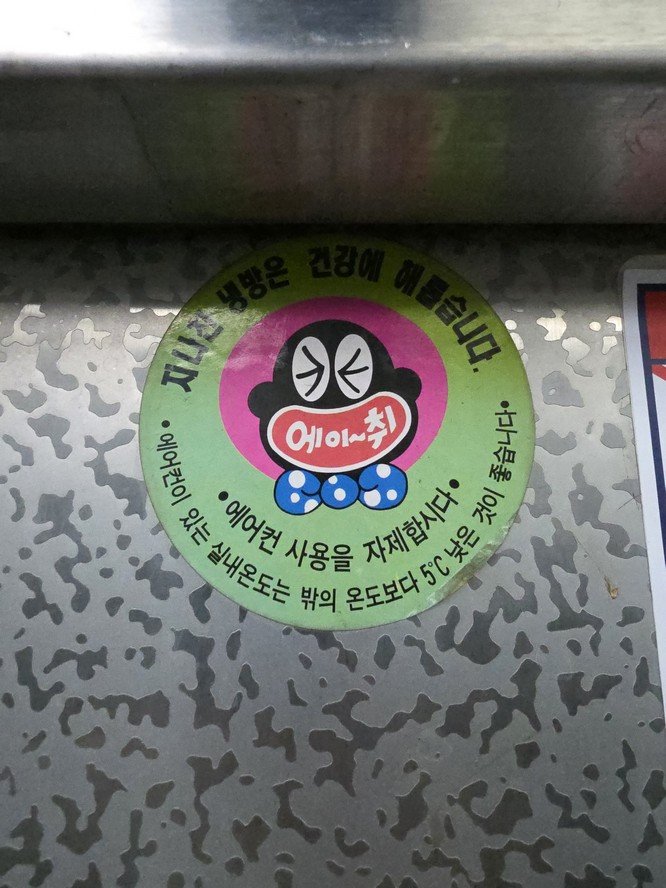 지나친 냉방은 건강에 해롭습니다.
에이~취
•에어컨 사용을 자제합시다•
•에어컨이 있는 실내온도는 밖의 온도보다 5°C 낮은 것이 좋습니다•